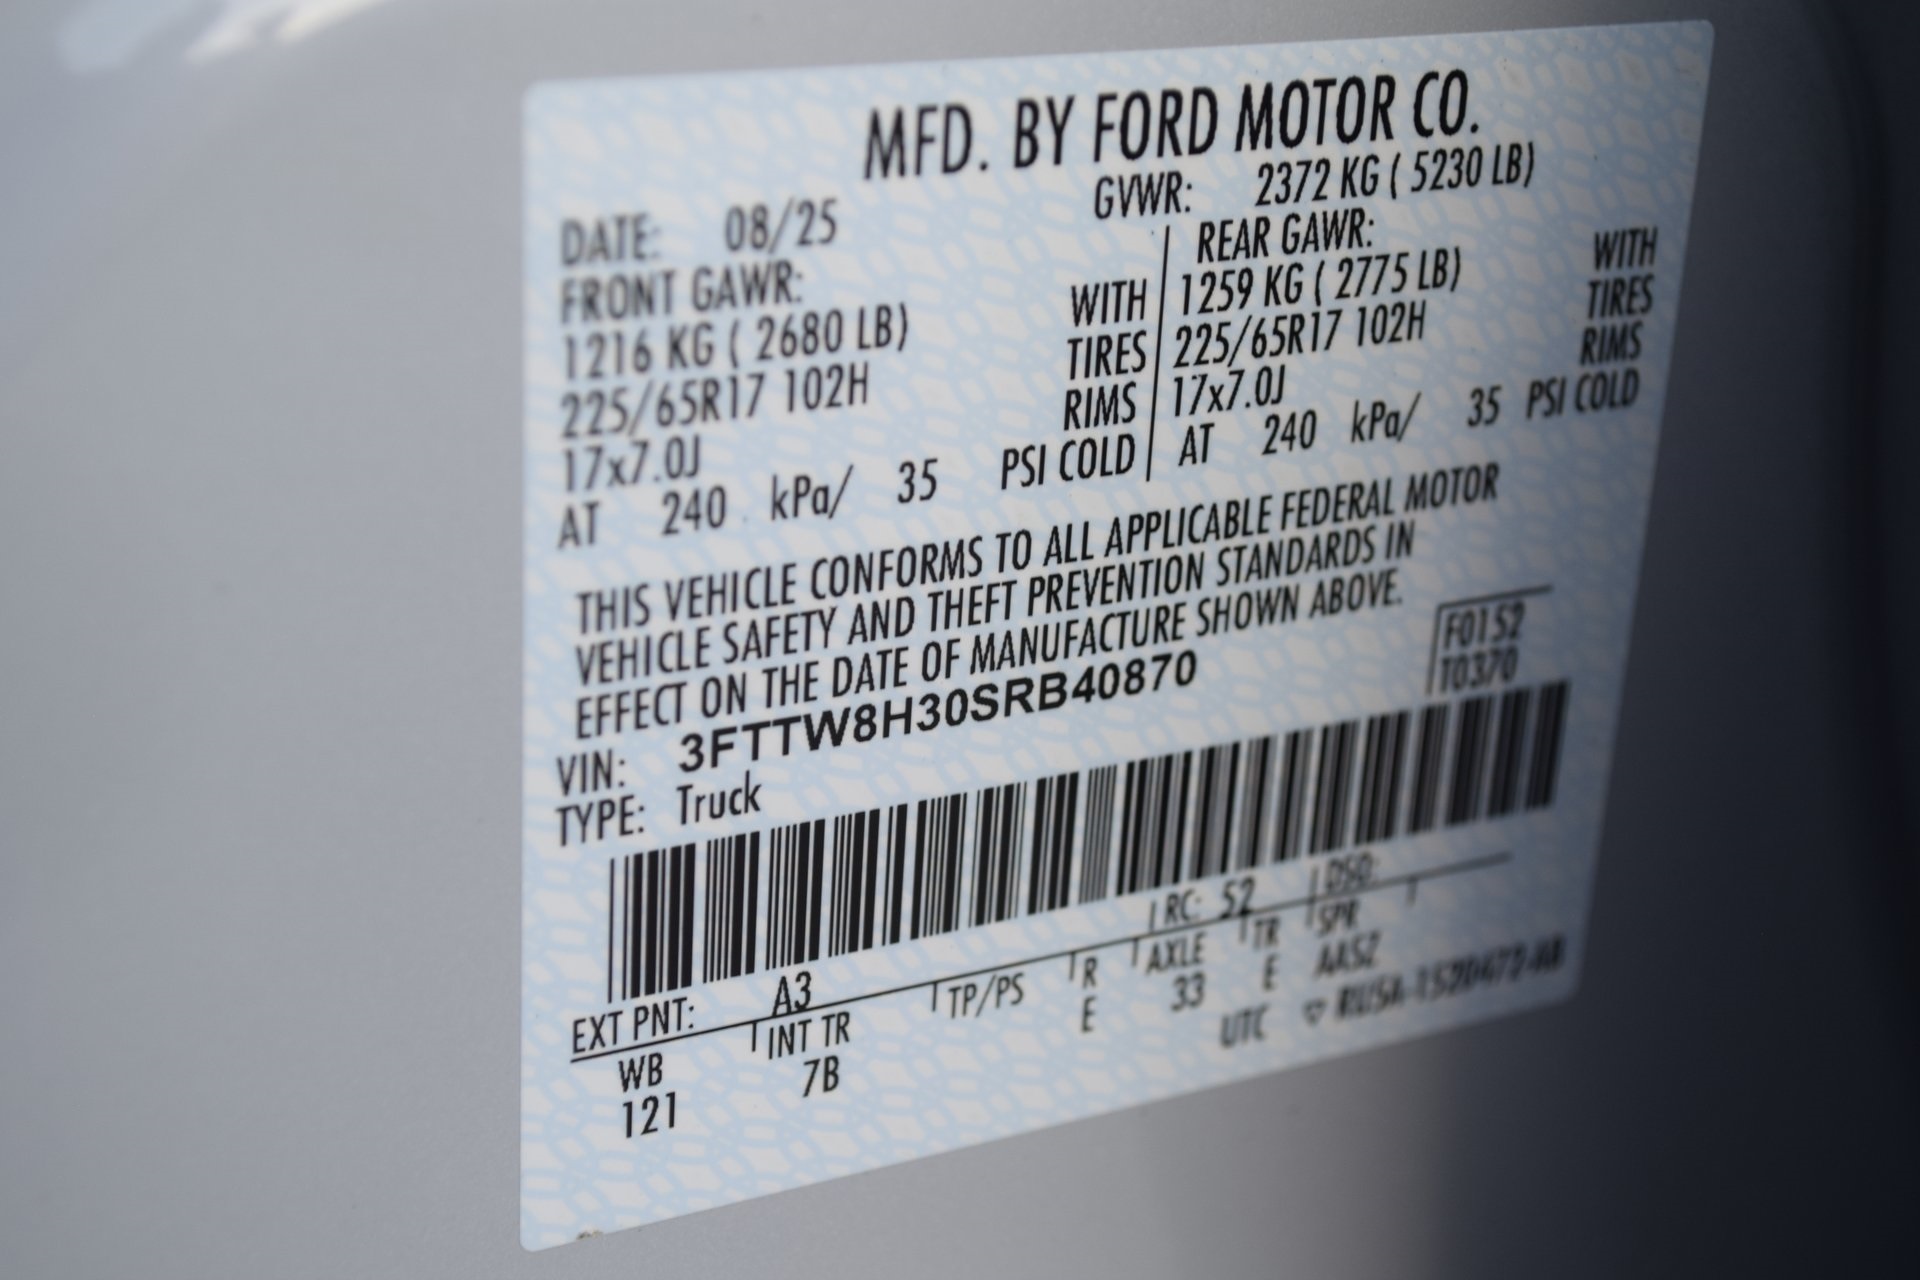 MFD. BY FORD MOTOR CO.
DATE: 08/25 GVWR: 2372 KG ( 5230 LB)
FRONT GAWR: REAR GAWR:
1216 KG ( 2680 LB) WITH 1259 KG ( 2775 LB) WITH
225/65R17 102H TIRES 225/65R17 102H TIRES
17x7.0J RIMS 17x7.0J RIMS
AT 240 kPa/ 35 PSI COLD AT 240 kPa/ 35 PSI COLD
THIS VEHICLE CONFORMS TO ALL APPLICABLE FEDERAL MOTOR
VEHICLE SAFETY AND THEFT PREVENTION STANDARDS IN
EFFECT ON THE DATE OF MANUFACTURE SHOWN ABOVE.
VIN: 3FTTW8H30SRB40870
F0152
TYPE: Truck
T0370
EXT PNT: A3 RC: 52 DSO:
WB INT TR TP/PS R AXLE TR SPR
121 7B E 33 E AASZ
UTC